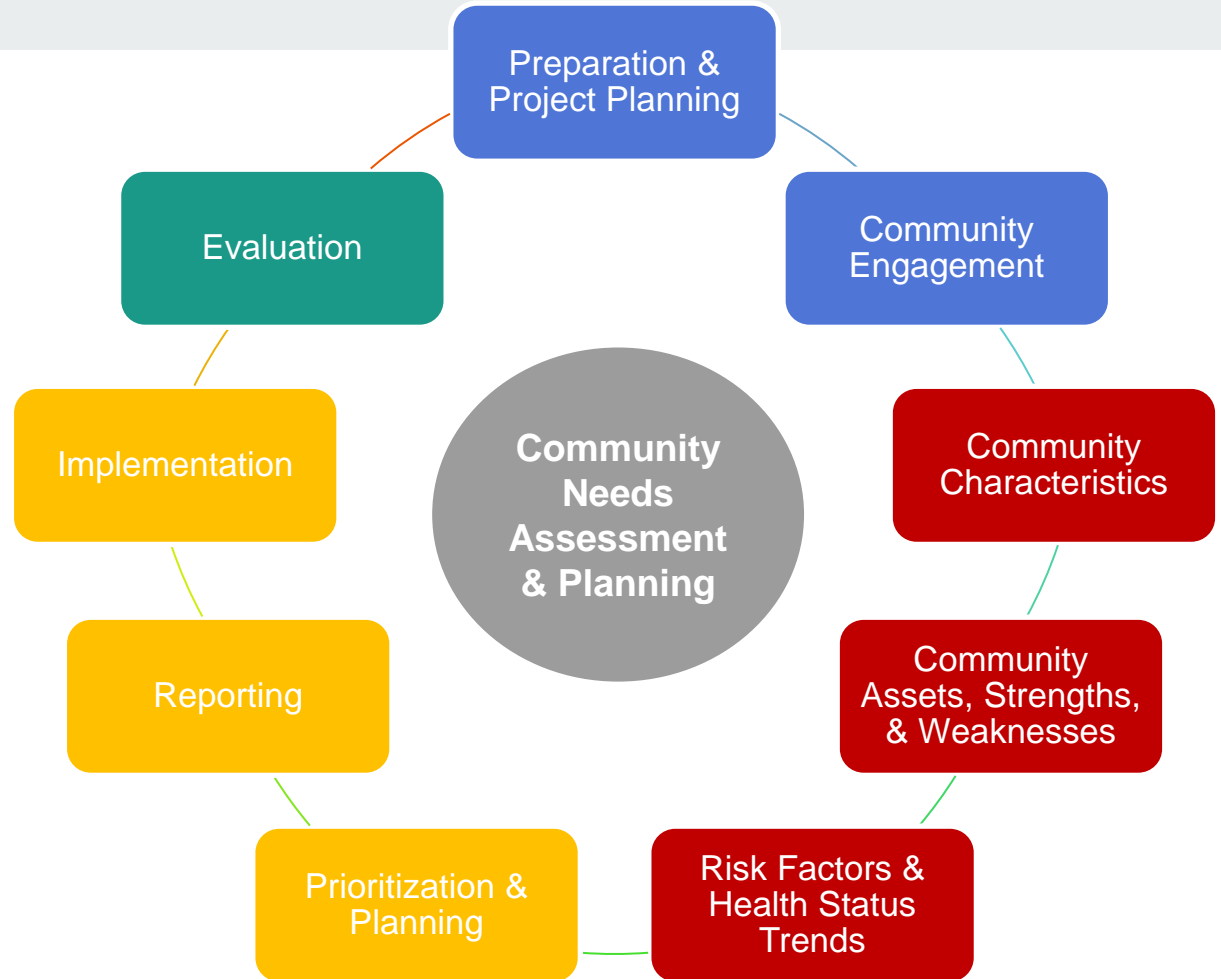 Preparation &
Project Planning
Community
Engagement
Community
Characteristics
Community
Assets, Strengths,
& Weaknesses
Risk Factors &
Health Status
Trends
Prioritization &
Planning
Reporting
Implementation
Evaluation
Community
Needs
Assessment
& Planning